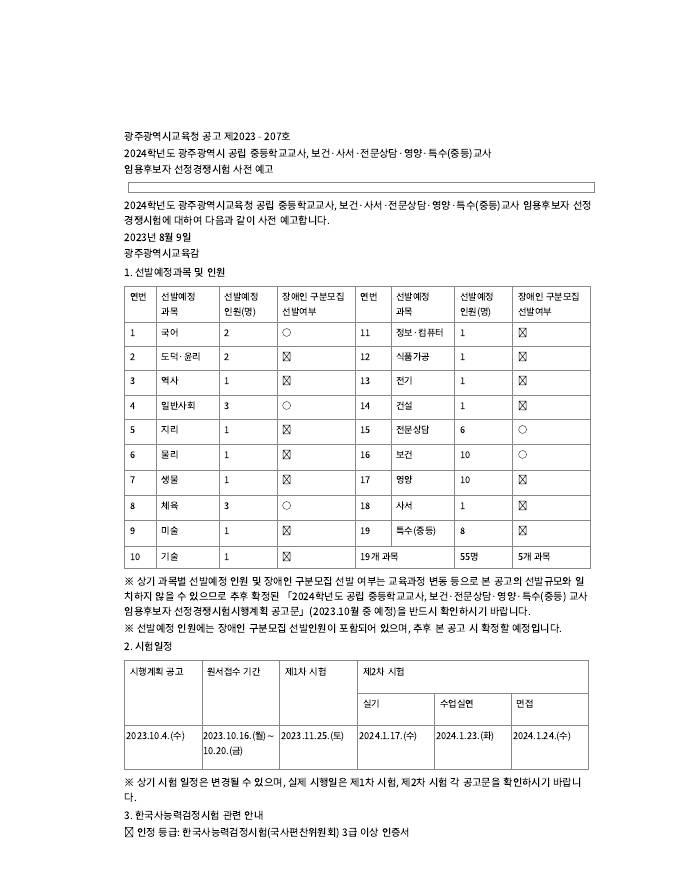 광주광역시교육청 공고 제2023 - 207호
2024학년도 광주광역시 공립 중등학교교사, 보건·사서·전문상담·영양·특수(중등)교사
임용후보자 선정경쟁시험 사전 예고
2024학년도 광주광역시교육청 공립 중등학교교사, 보건·사서·전문상담·영양·특수(중등)교사 임용후보자 선정
경쟁시험에 대하여 다음과 같이 사전 예고합니다.
2023년 8월 9일
광주광역시교육감
1. 선발예정과목 및 인원
연번 선발예정 선발예정 장애인 구분모집 연번 선발예정 선발예정 장애인 구분모집
과목 인원(명) 선발여부 과목 인원(명) 선발여부
1 국어 2 ○ 11 정보·컴퓨터 1 ☒
2 도덕·윤리 2 ☒ 12 식품가공 1 ☒
3 역사 1 ☒ 13 전기 1 ☒
4 일반사회 3 ○ 14 건설 1 ☒
5 지리 1 ☒ 15 전문상담 6 ○
6 물리 1 ☒ 16 보건 10 ○
7 생물 1 ☒ 17 영양 10 ☒
8 체육 3 ○ 18 사서 1 ☒
9 미술 1 ☒ 19 특수(중등) 8 ☒
10 기술 1 ☒ 19개 과목 55명 5개 과목
※ 상기 과목별 선발예정 인원 및 장애인 구분모집 선발 여부는 교육과정 변동 등으로 본 공고의 선발규모와 일
치하지 않을 수 있으므로 추후 확정된 「2024학년도 공립 중등학교교사, 보건·전문상담·영양·특수(중등) 교사
임용후보자 선정경쟁시험시행계획 공고문」(2023.10월 중 예정)을 반드시 확인하시기 바랍니다.
※ 선발예정 인원에는 장애인 구분모집 선발인원이 포함되어 있으며, 추후 본 공고 시 확정할 예정입니다.
2. 시험일정
시행계획 공고 원서접수 기간 제1차 시험 제2차 시험
실기 수업실연 면접
2023.10.4.(수) 2023.10.16.(월)~ 2023.11.25.(토) 2024.1.17.(수) 2024.1.23.(화) 2024.1.24.(수)
10.20.(금)
※ 상기 시험 일정은 변경될 수 있으며, 실제 시행일은 제1차 시험, 제2차 시험 각 공고문을 확인하시기 바랍니
다.
3. 한국사능력검정시험 관련 안내
☒ 인정 등급: 한국사능력검정시험(국사편찬위원회) 3급 이상 인증서